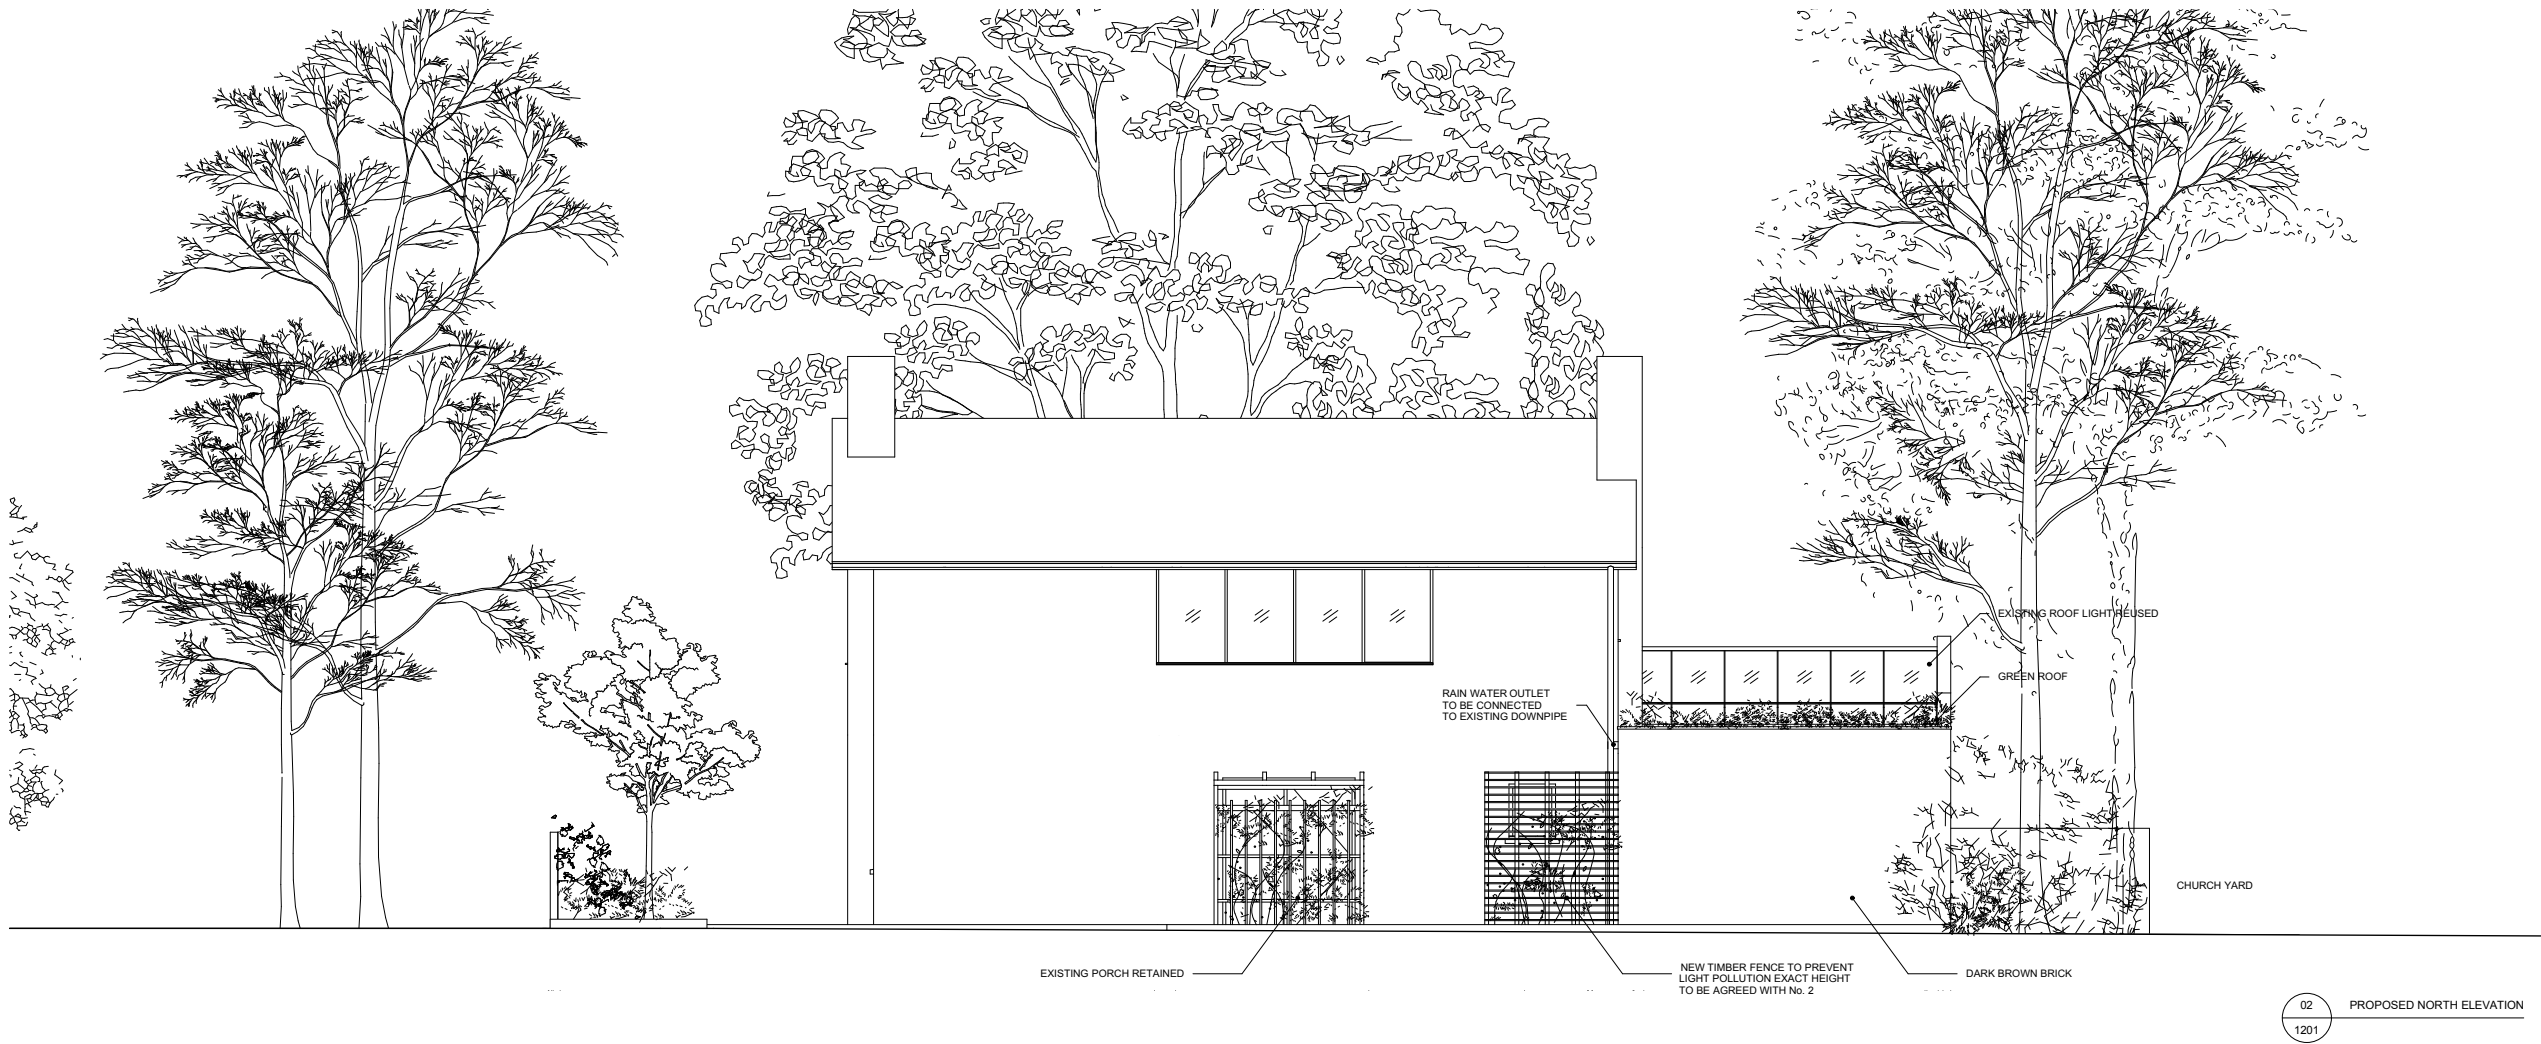 EXISTING ROOF LIGHT REUSED
GREEN ROOF
RAIN WATER OUTLET
TO BE CONNECTED
TO EXISTING DOWNPIPE
CHURCH YARD
EXISTING PORCH RETAINED
NEW TIMBER FENCE TO PREVENT
LIGHT POLLUTION EXACT HEIGHT
TO BE AGREED WITH No. 2
DARK BROWN BRICK
02
PROPOSED NORTH ELEVATION
1201